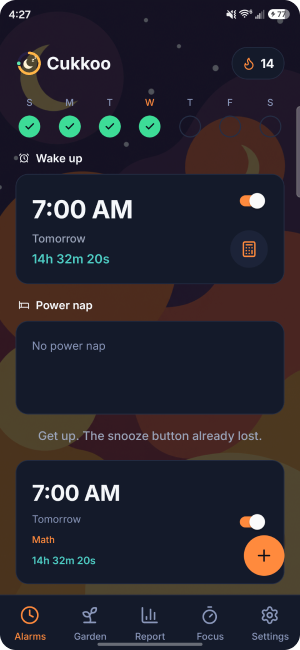 4:27
77
Cukkoo
14
S M T W T F S
Wake up
7:00 AM
Tomorrow
14h 32m 20s
Power nap
No power nap
Get up. The snooze button already lost.
7:00 AM
Tomorrow
Math
14h 32m 20s
Alarms Garden Report Focus Settings